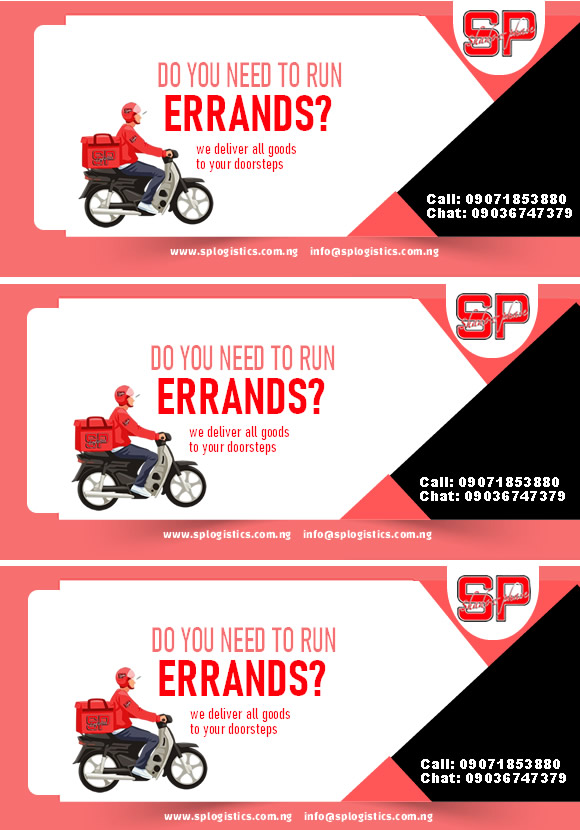 SP
DO YOU NEED TO RUN
ERRANDS?
we deliver all goods
to your doorsteps
SP
Call: 09071853880
Chat: 09036747379
www.splogistics.com.ng info@splogistics.com.ng
SP
DO YOU NEED TO RUN
ERRANDS?
we deliver all goods
to your doorsteps
SP
Call: 09071853880
Chat: 09036747379
www.splogistics.com.ng info@splogistics.com.ng
SP
DO YOU NEED TO RUN
ERRANDS?
we deliver all goods
to your doorsteps
SP
Call: 09071853880
Chat: 09036747379
www.splogistics.com.ng info@splogistics.com.ng